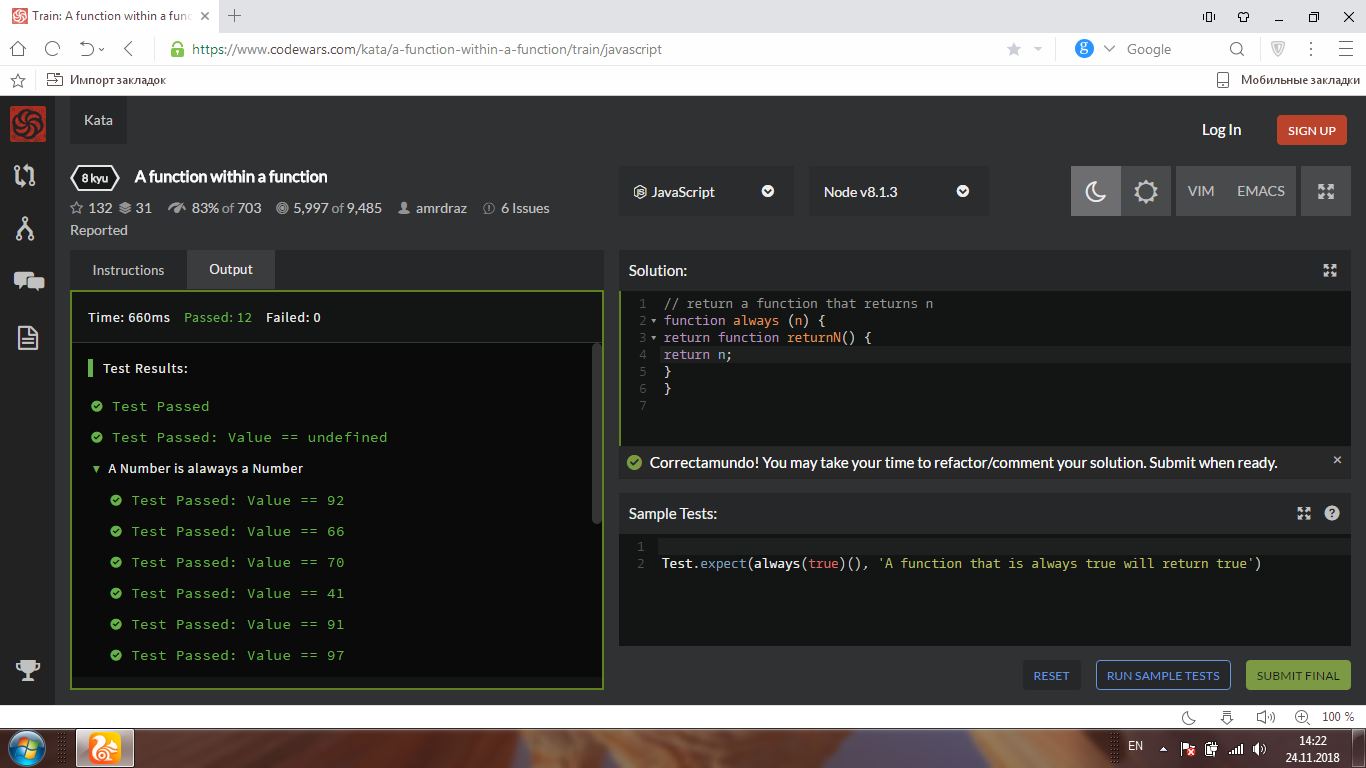 Train: A function within a func
https://www.codewars.com/kata/a-function-within-a-function/train/javascript
Google
Импорт закладок
Мобильные закладки
Kata
Log In
SIGN UP
8 kyu
A function within a function
132 31 83% of 703 5,997 of 9,485 amrdraz 6 Issues
Reported
JavaScript
Node v8.1.3
VIM
EMACS
Instructions
Output
Time: 660ms Passed: 12 Failed: 0
Test Results:
Test Passed
Test Passed: Value == undefined
A Number is alaways a Number
Test Passed: Value == 92
Test Passed: Value == 66
Test Passed: Value == 70
Test Passed: Value == 41
Test Passed: Value == 91
Test Passed: Value == 97
Solution:
1 // return a function that returns n
2 function always (n) {
3 return function returnN() {
4 return n;
5 }
6 }
7
Correctamundo! You may take your time to refactor/comment your solution. Submit when ready.
Sample Tests:
1
2 Test.expect(always(true)(), 'A function that is always true will return true')
RESET
RUN SAMPLE TESTS
SUBMIT FINAL
100 %
EN
14:22
24.11.2018